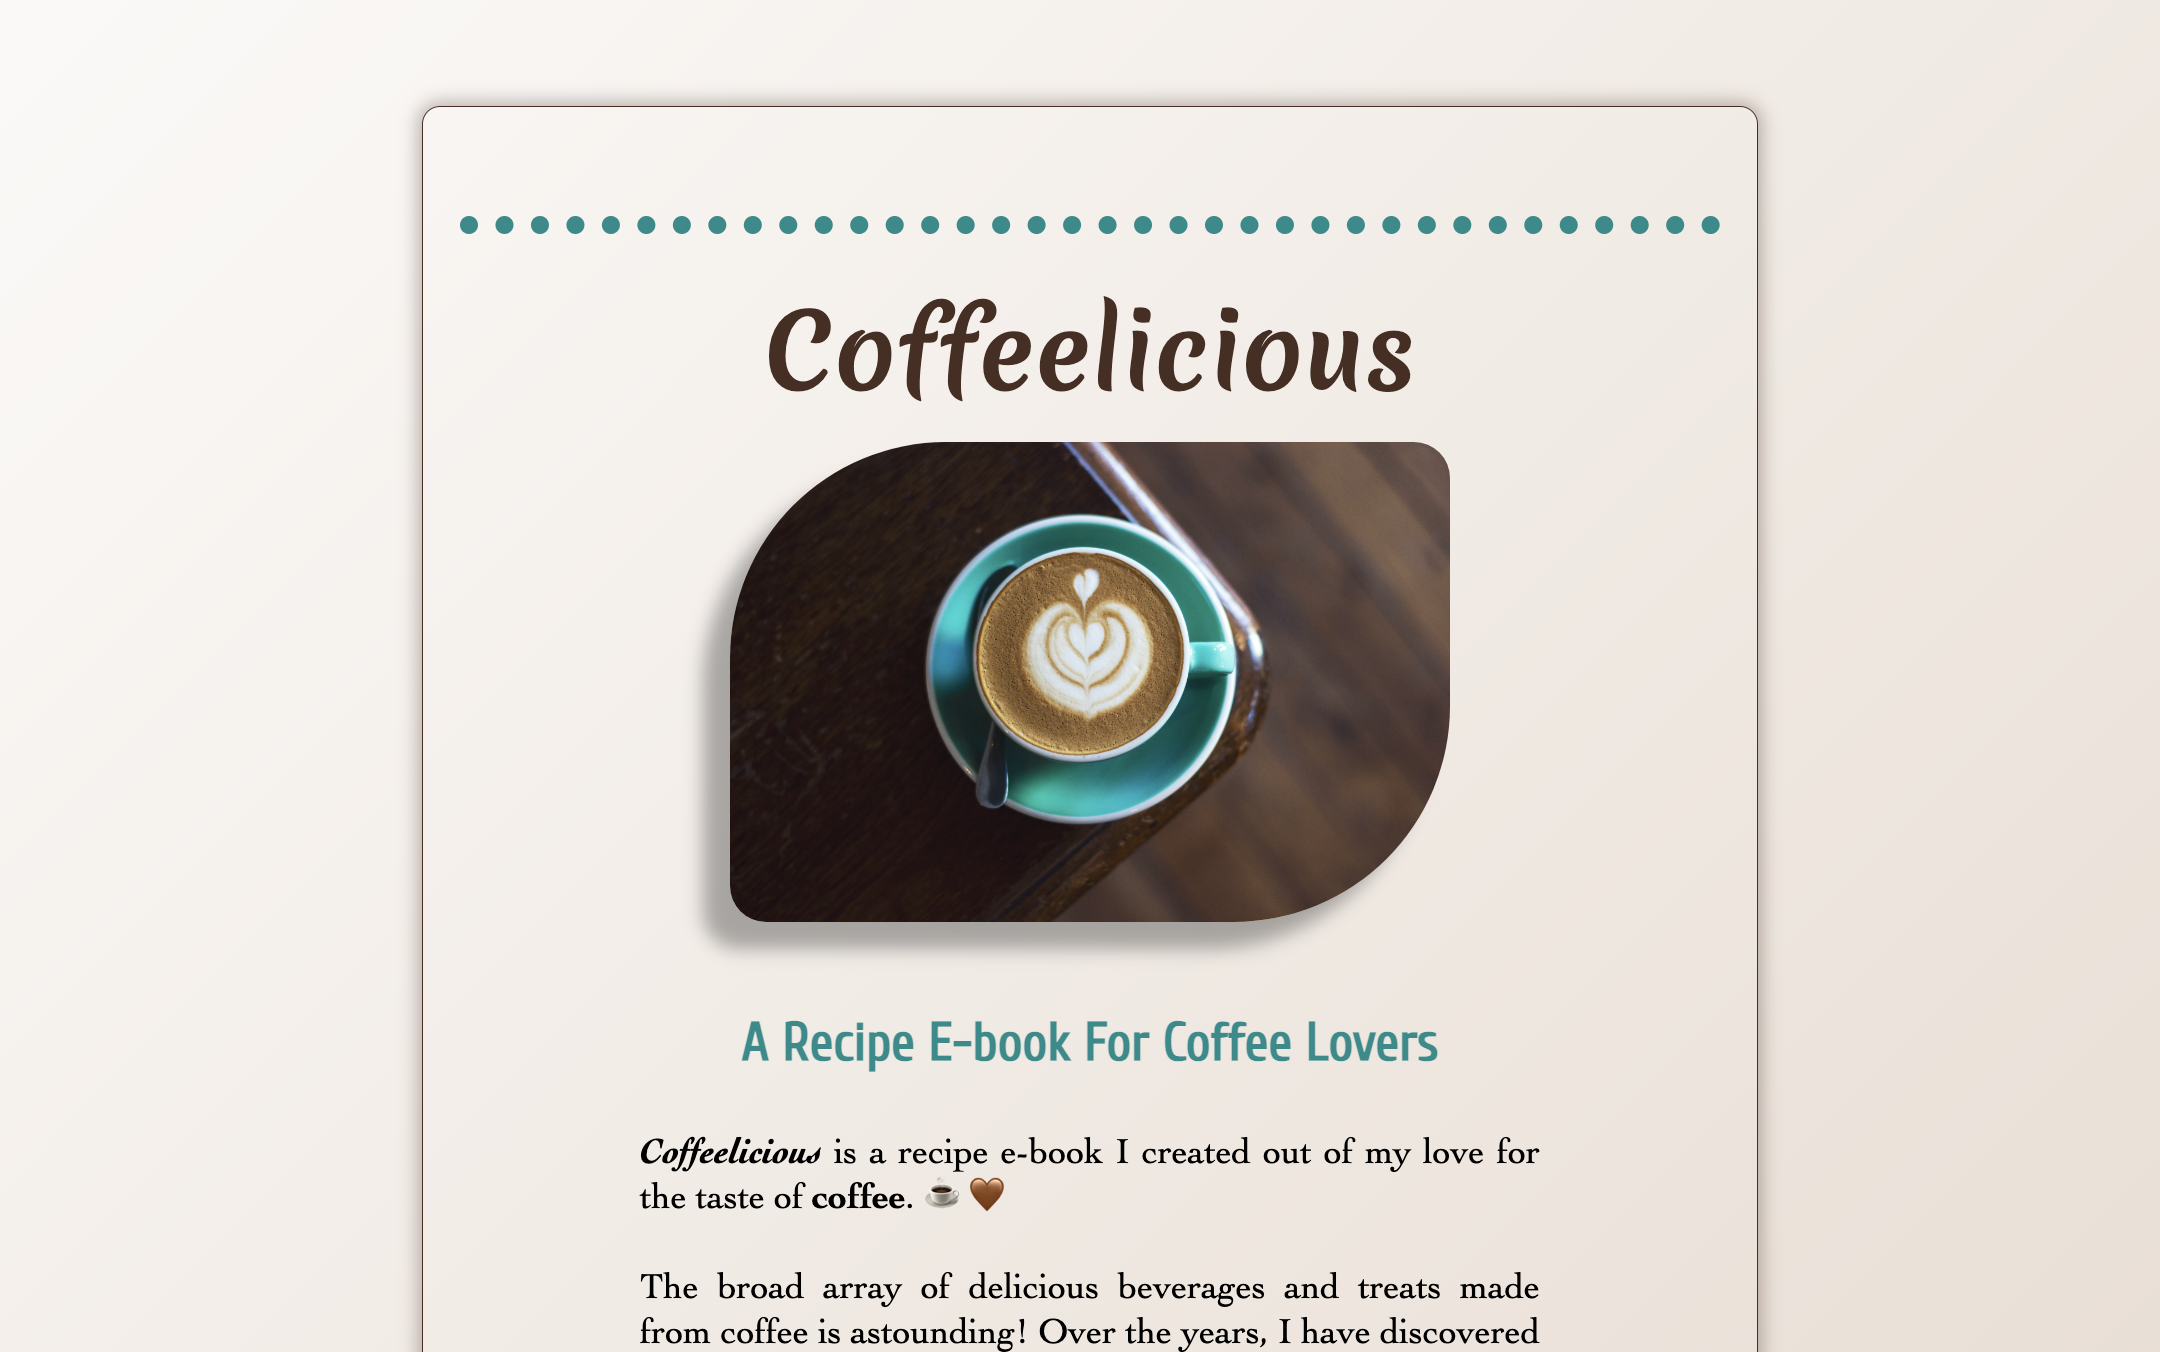 Coffeelicious
A Recipe E-book For Coffee Lovers
Coffeelicious is a recipe e-book I created out of my love for
the taste of coffee. ☕ 🤎
The broad array of delicious beverages and treats made
from coffee is astounding! Over the years, I have discovered